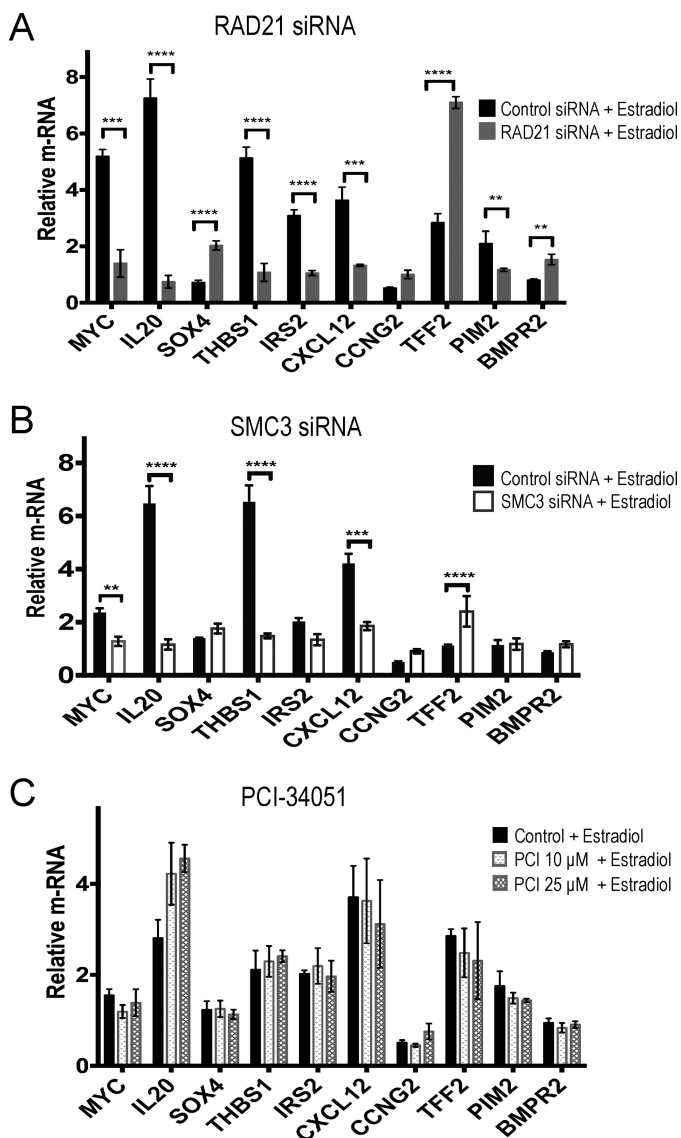 A
RAD21 siRNA
Relative m-RNA
8
6
4
2
0
Control siRNA + Estradiol
RAD21 siRNA + Estradiol
***
****
****
****
****
***
****
**
**
MYC
IL20
SOX4
THBS1
IRS2
CXCL12
CCNG2
TFF2
PIM2
BMPR2
B
SMC3 siRNA
Relative m-RNA
8
6
4
2
0
Control siRNA + Estradiol
SMC3 siRNA + Estradiol
**
****
****
***
****
MYC
IL20
SOX4
THBS1
IRS2
CXCL12
CCNG2
TFF2
PIM2
BMPR2
C
PCI-34051
Relative m-RNA
4
2
0
Control + Estradiol
PCI 10 µM + Estradiol
PCI 25 µM + Estradiol
MYC
IL20
SOX4
THBS1
IRS2
CXCL12
CCNG2
TFF2
PIM2
BMPR2